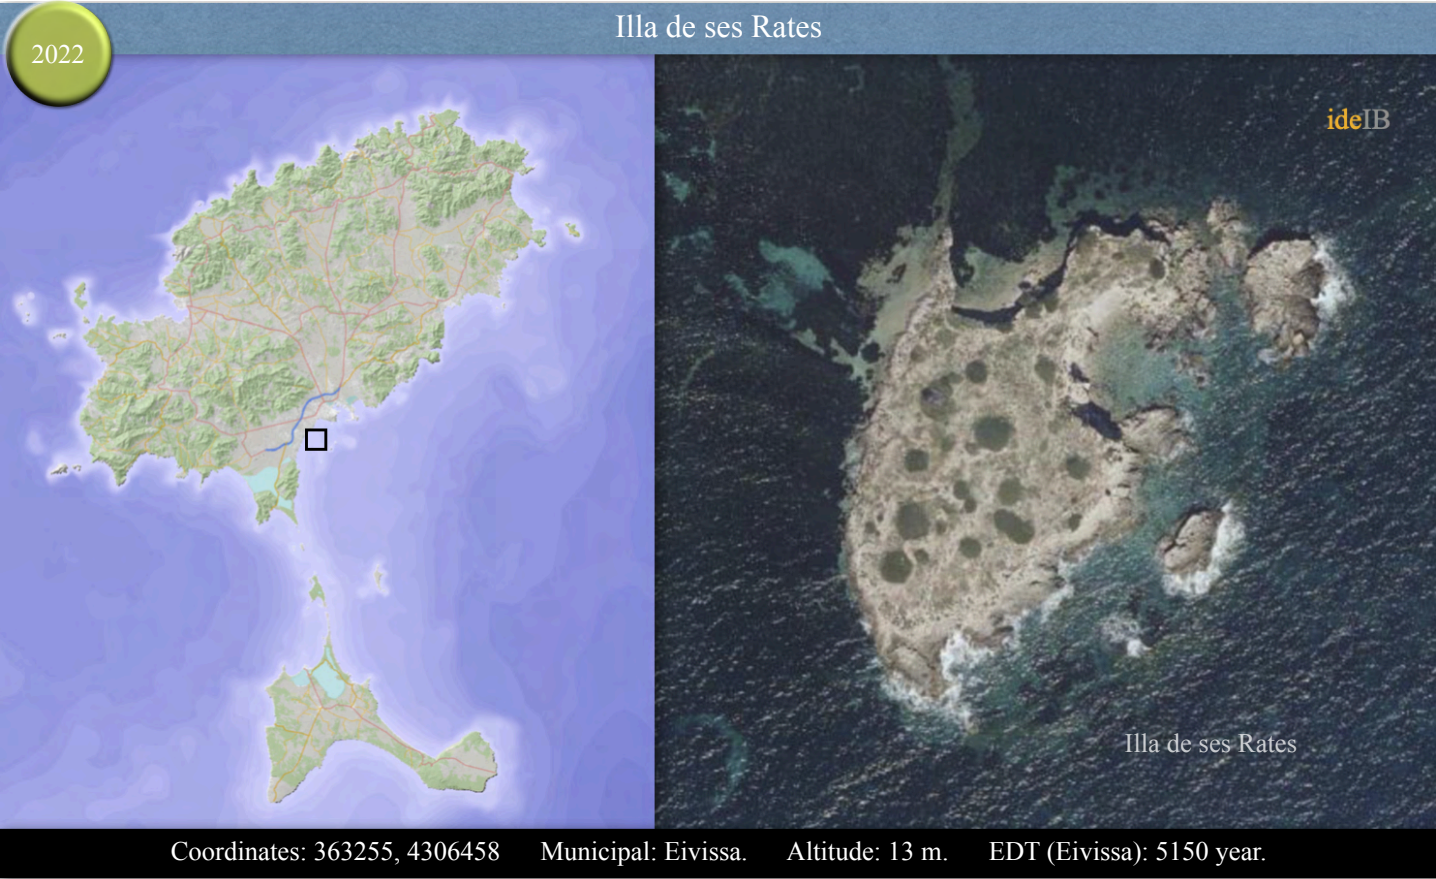 Illa de ses Rates
2022
ideIB
Illa de ses Rates
Coordinates: 363255, 4306458 Municipal: Eivissa. Altitude: 13 m. EDT (Eivissa): 5150 year.